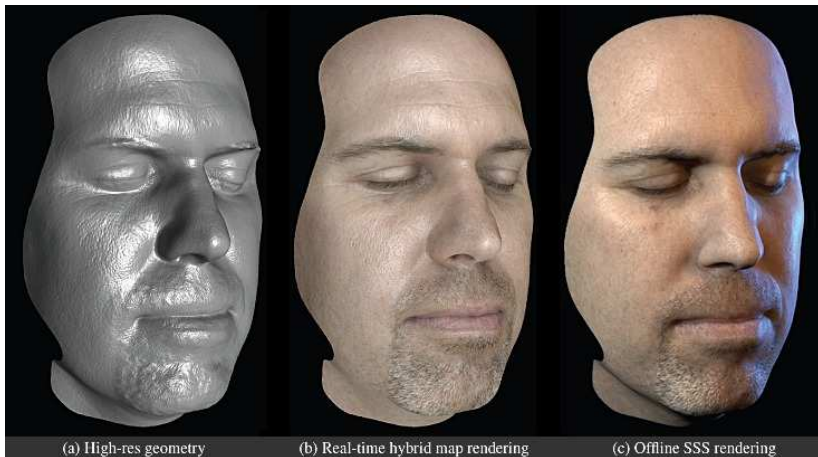 (a) High-res geometry
(b) Real-time hybrid map rendering
(c) Offline SSS rendering